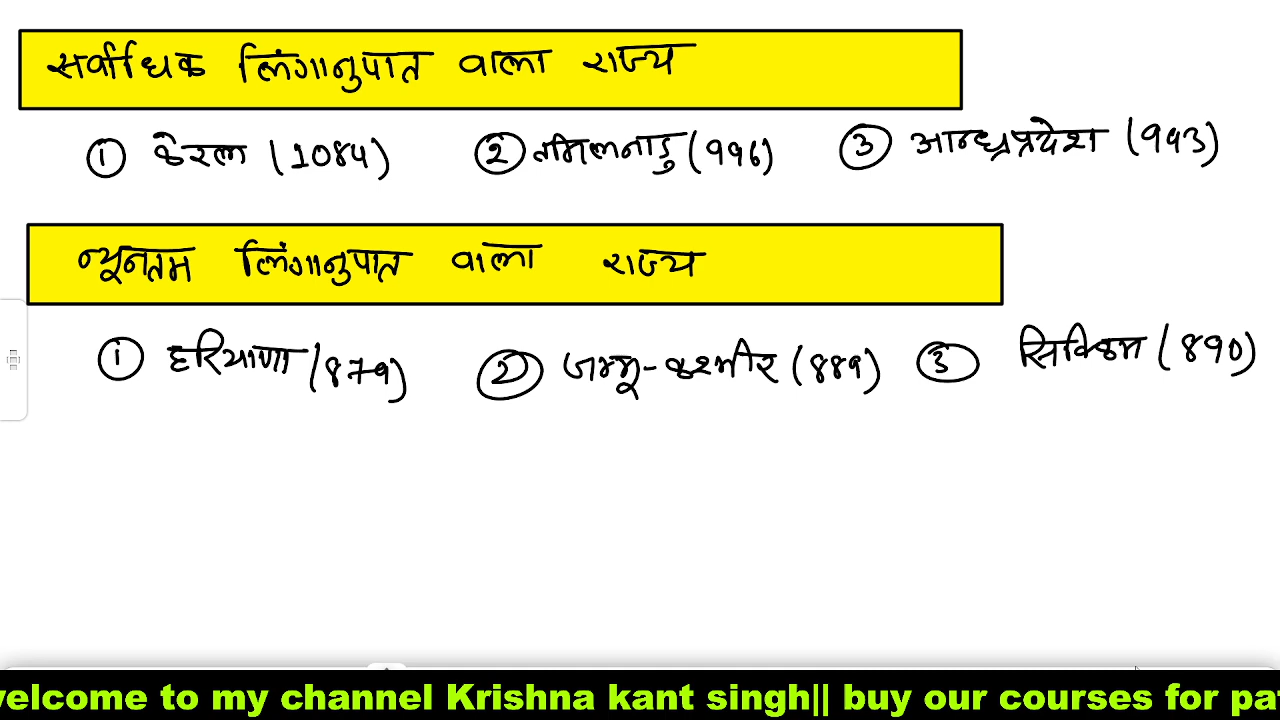 सर्वाधिक लिंगानुपात वाला राज्य
① केरल (1084) ② तमिलनाडु (996) ③ आन्ध्रप्रदेश (993)
न्यूनतम लिंगानुपात वाला राज्य
① हरियाणा (879) ② जम्मू-कश्मीर (889) ③ सिक्किम (890)
welcome to my channel Krishna kant singh|| buy our courses for